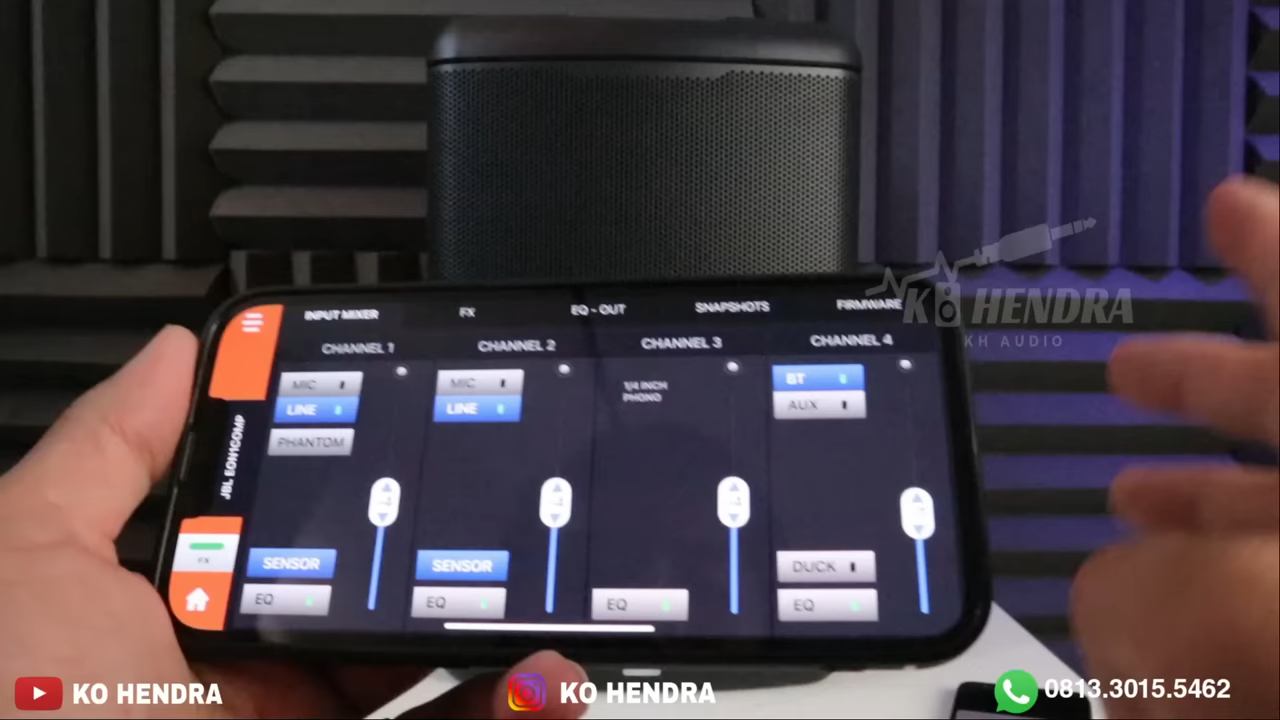 INPUT MIXER
FX
EQ - OUT
SNAPSHOTS
FIRMWARE
CHANNEL 1
CHANNEL 2
CHANNEL 3
CHANNEL 4
MIC
LINE
PHANTOM
SENSOR
EQ
MIC
LINE
SENSOR
EQ
1/4 INCH
PHONO
EQ
BT
AUX
DUCK
EQ
JBL EON1COMP
FX
KO HENDRA
KH AUDIO
KO HENDRA
KO HENDRA
0813.3015.5462